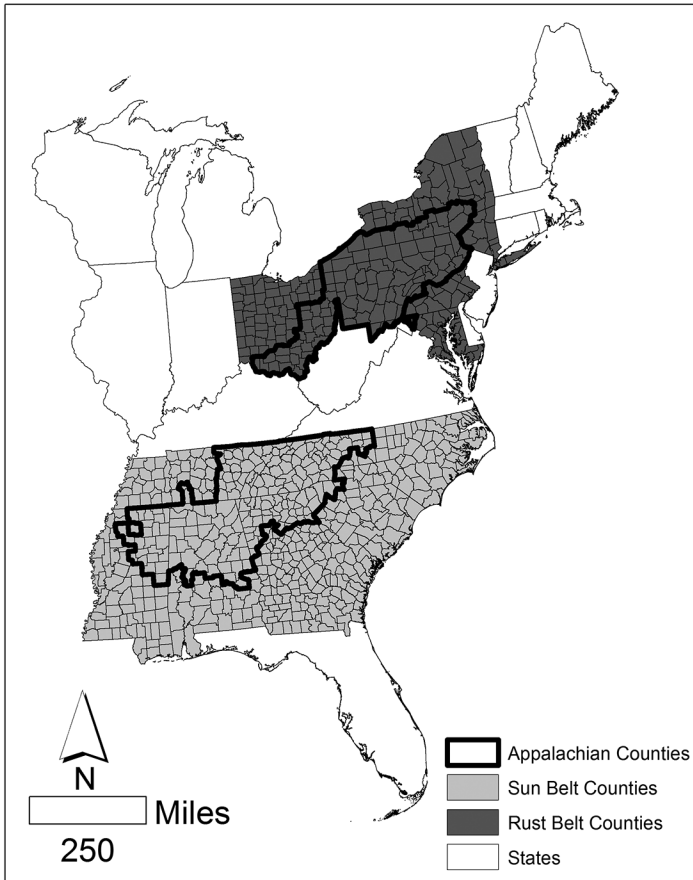 N
Miles
250
Appalachian Counties
Sun Belt Counties
Rust Belt Counties
States